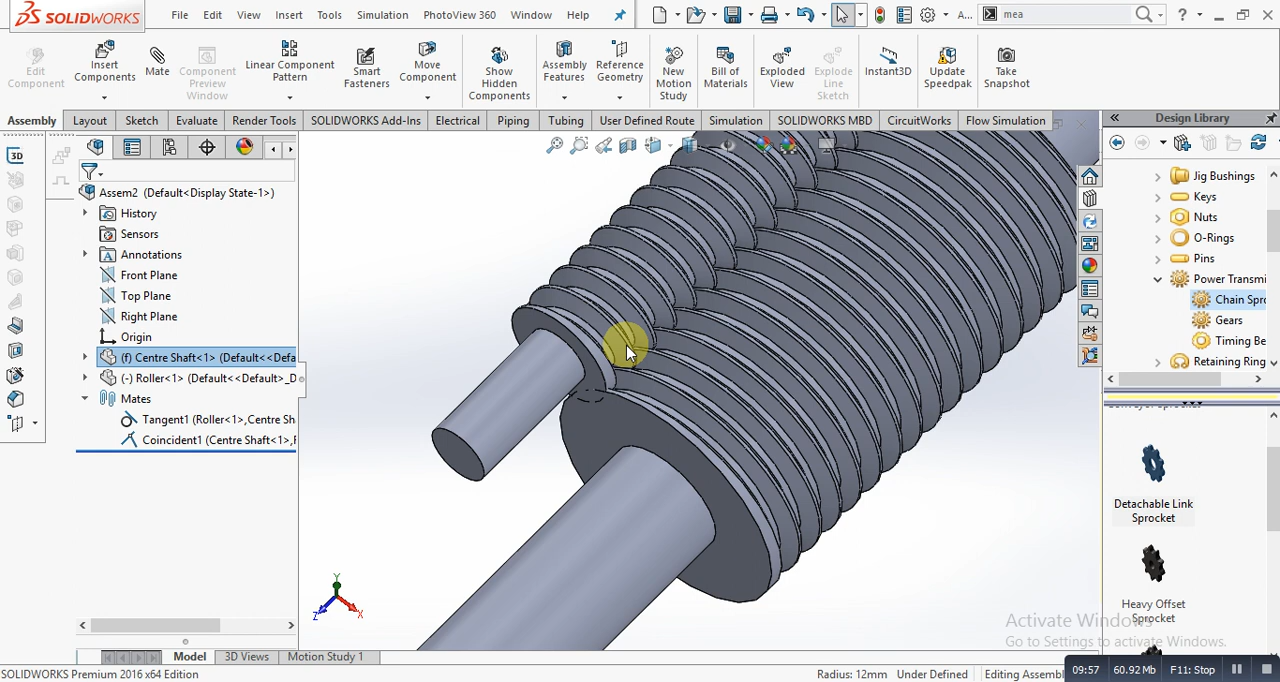 SOLIDWORKS
File Edit View Insert Tools Simulation PhotoView 360 Window Help
A... mea
Edit Component
Insert Components
Mate
Component Preview Window
Linear Component Pattern
Smart Fasteners
Move Component
Show Hidden Components
Assembly Features
Reference Geometry
New Motion Study
Bill of Materials
Exploded View
Explode Line Sketch
Instant3D
Update Speedpak
Take Snapshot
Assembly Layout Sketch Evaluate Render Tools SOLIDWORKS Add-Ins Electrical Piping Tubing User Defined Route Simulation SOLIDWORKS MBD CircuitWorks Flow Simulation
Design Library
3D
Assem2 (Default<Display State-1>)
History
Sensors
Annotations
Front Plane
Top Plane
Right Plane
Origin
(f) Centre Shaft<1> (Default<<Defa
(-) Roller<1> (Default<<Default>_D
Mates
Tangent1 (Roller<1>,Centre Sh
Coincident1 (Centre Shaft<1>,
Jig Bushings
Keys
Nuts
O-Rings
Pins
Power Transmi
Chain Spro
Gears
Timing Be
Retaining Ring
Detachable Link
Sprocket
Heavy Offset
Sprocket
Y
Z
X
Activate Windows
Go to Settings to activate Windows.
Model 3D Views Motion Study 1
SOLIDWORKS Premium 2016 x64 Edition
Radius: 12mm Under Defined Editing Assembl
09:57 60.92 Mb F11: Stop